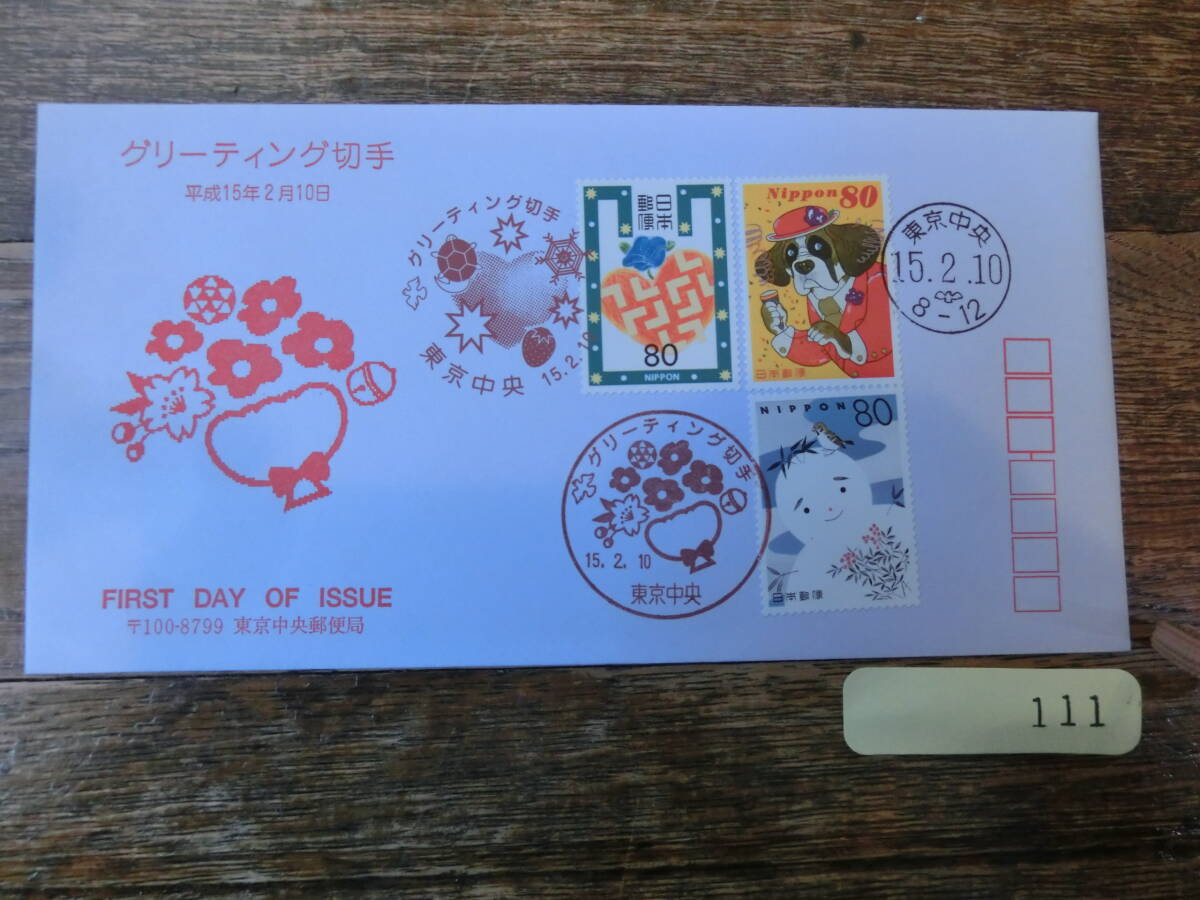 グリーティング切手
平成15年2月10日
グリーティング切手
東京中央 15.2.10
日本
郵便
80
NIPPON
Nippon 80
日本郵便
東京中央
15.2.10
8-12
NIPPON 80
日本郵便
グリーティング切手
15.2.10
東京中央
FIRST DAY OF ISSUE
〒100-8799 東京中央郵便局
111